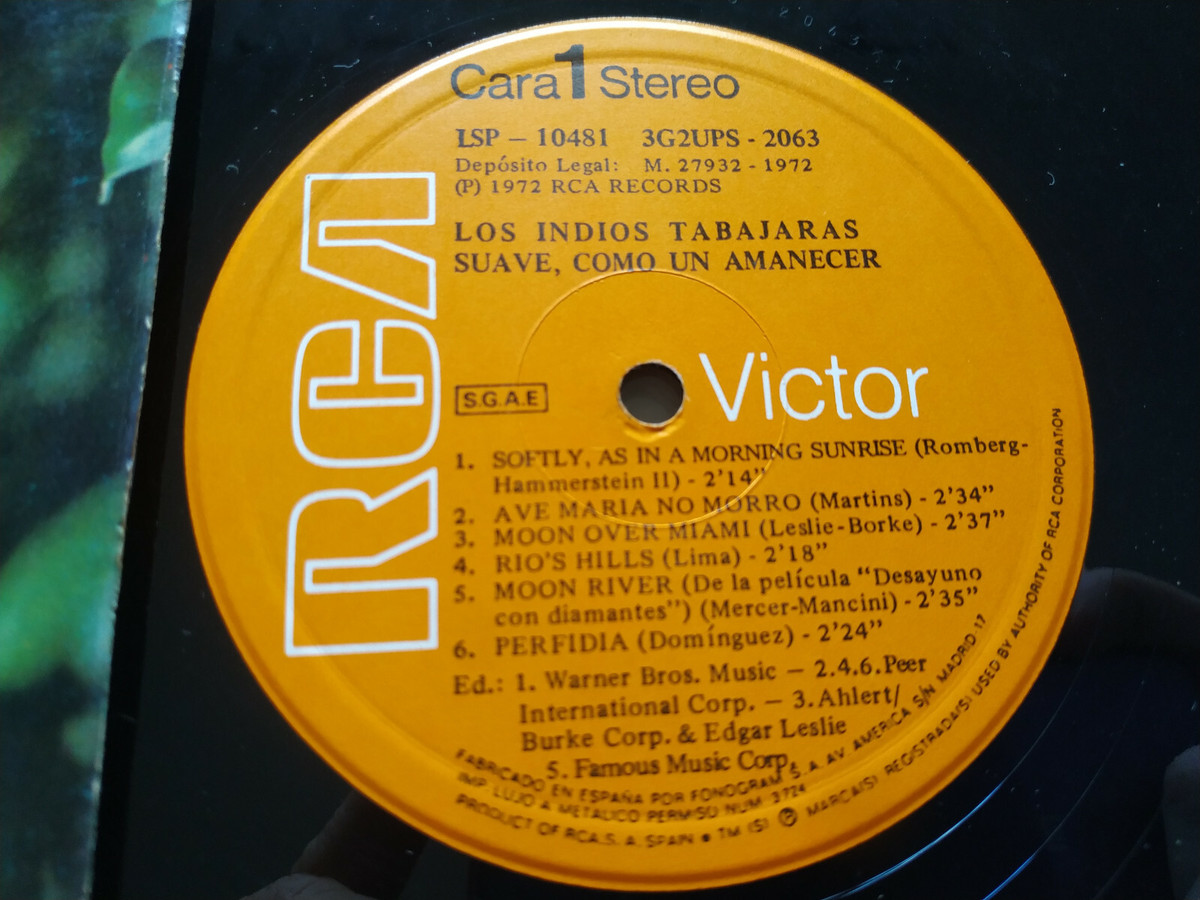 Cara 1 Stereo
LSP – 10481 3G2UPS - 2063
Depósito Legal: M. 27932 - 1972
(P) 1972 RCA RECORDS
LOS INDIOS TABAJARAS
SUAVE, COMO UN AMANECER
RCA
S.G.A.E
Victor
1. SOFTLY, AS IN A MORNING SUNRISE (Romberg-
Hammerstein II) - 2'14"
2. AVE MARIA NO MORRO (Martins) - 2'34"
3. MOON OVER MIAMI (Leslie-Borke) - 2'37"
4. RIO'S HILLS (Lima) - 2'18"
5. MOON RIVER (De la película "Desayuno
con diamantes") (Mercer-Mancini) - 2'35"
6. PERFIDIA (Domínguez) - 2'24"
Ed.: 1. Warner Bros. Music – 2.4.6. Peer
International Corp. – 3. Ahlert/
Burke Corp. & Edgar Leslie
5. Famous Music Corp.
FABRICADO EN ESPAÑA POR FONOGRAM S. A. AV. AMERICA S/N MADRID-17
IMP. LUJO A METALICO PERMISO NUM. 3724
PRODUCT OF RCA S. A. SPAIN • TM (S) ® MARCA(S) REGISTRADA(S) USED BY AUTHORITY OF RCA CORPORATION